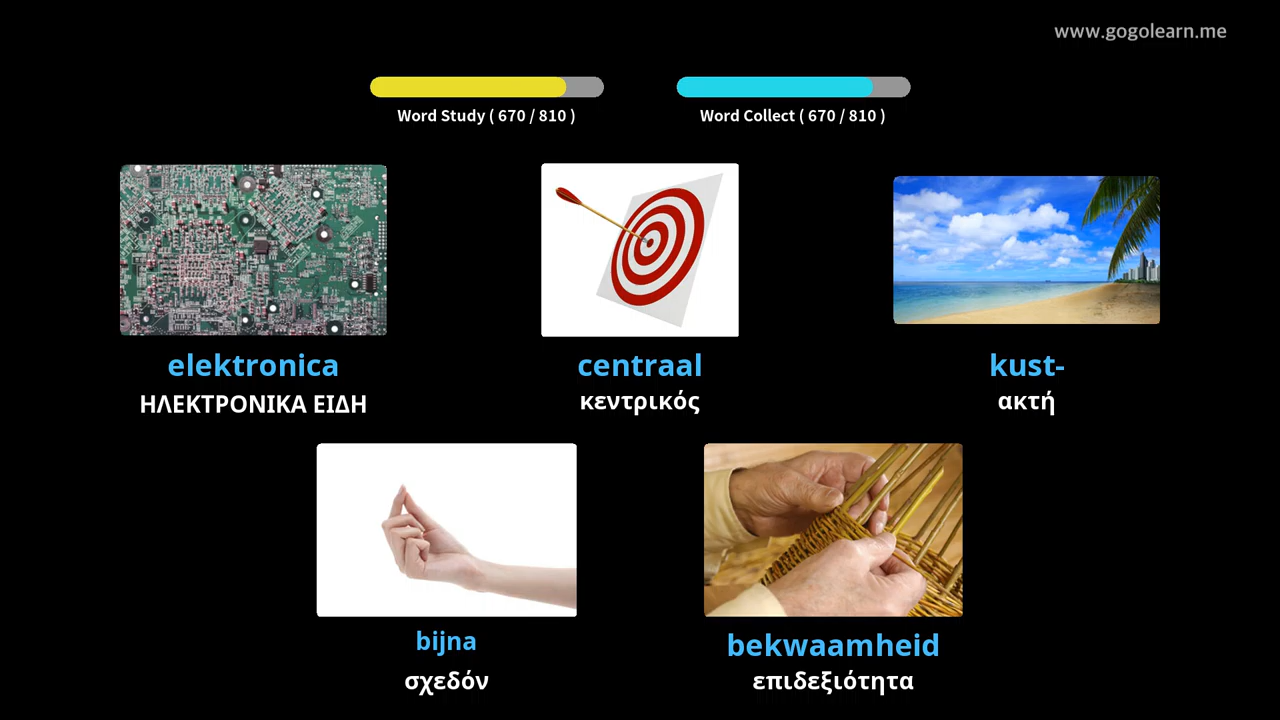 www.gogolearn.me
Word Study ( 670 / 810 )
Word Collect ( 670 / 810 )
elektronica
ΗΛΕΚΤΡΟΝΙΚΑ ΕΙΔΗ
centraal
κεντρικός
kust-
ακτή
bijna
σχεδόν
bekwaamheid
επιδεξιότητα